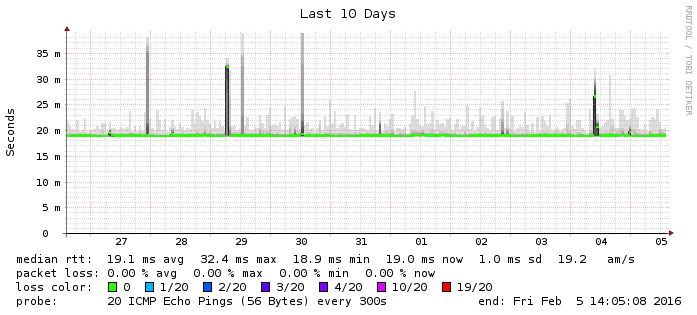 Last 10 Days
RRDTOOL / TOBI OETIKER
Seconds
35 m
30 m
25 m
20 m
15 m
10 m
5 m
0
27 28 29 30 31 01 02 03 04 05
median rtt: 19.1 ms avg 32.4 ms max 18.9 ms min 19.0 ms now 1.0 ms sd 19.2 am/s
packet loss: 0.00 % avg 0.00 % max 0.00 % min 0.00 % now
loss color: 0 1/20 2/20 3/20 4/20 10/20 19/20
probe: 20 ICMP Echo Pings (56 Bytes) every 300s end: Fri Feb 5 14:05:08 2016